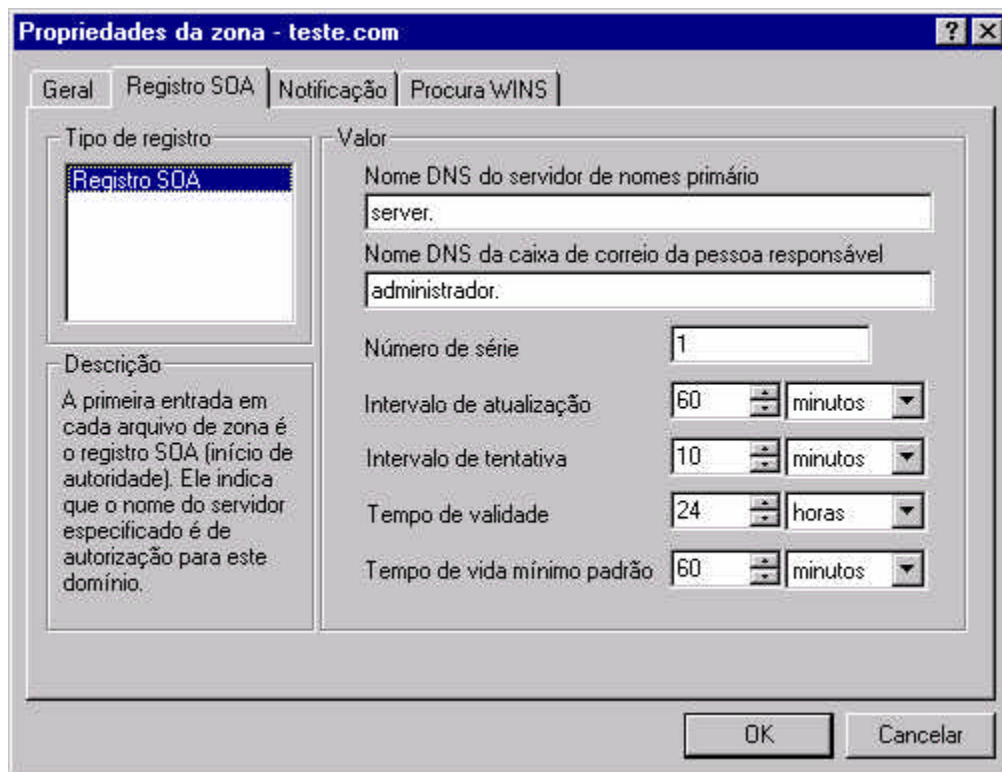 Propriedades da zona - teste.com
Geral
Registro SOA
Notificação
Procura WINS
Tipo de registro
Registro SOA
Descrição
A primeira entrada em
cada arquivo de zona é
o registro SOA (início de
autoridade). Ele indica
que o nome do servidor
especificado é de
autorização para este
domínio.
Valor
Nome DNS do servidor de nomes primário
server.
Nome DNS da caixa de correio da pessoa responsável
administrador.
Número de série 1
Intervalo de atualização 60 minutos
Intervalo de tentativa 10 minutos
Tempo de validade 24 horas
Tempo de vida mínimo padrão 60 minutos
OK
Cancelar